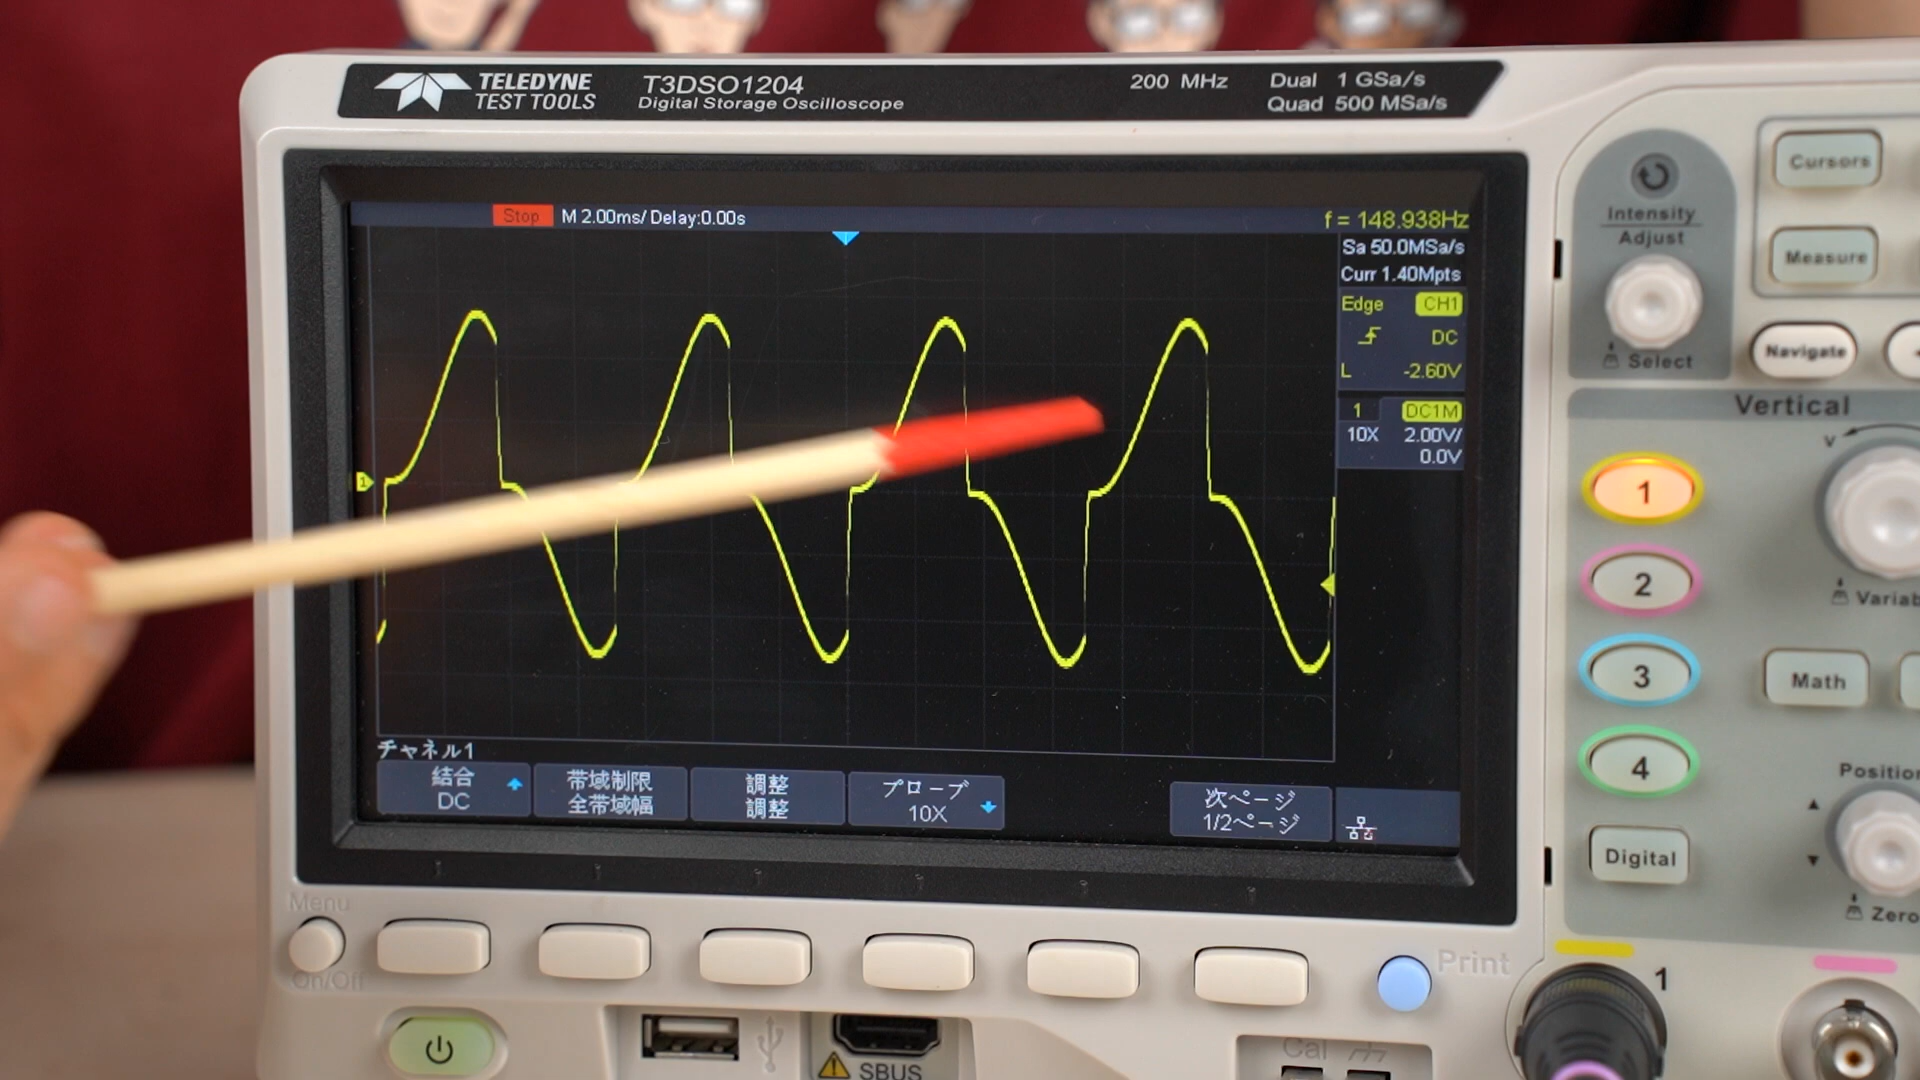 TELEDYNE
TEST TOOLS
T3DSO1204
Digital Storage Oscilloscope
200 MHz
Dual 1 GSa/s
Quad 500 MSa/s
Stop M 2.00ms/ Delay:0.00s
f = 148.938Hz
Sa 50.0MSa/s
Curr 1.40Mpts
Edge CH1
DC
L -2.60V
1 DC1M
10X 2.00V/
0.0V
1
チャネル1
結合
DC
帯域制限
全帯域幅
調整
調整
プローブ
10X
次ページ
1/2ページ
Cursors
Intensity
Adjust
Measure
Select
Navigate
Vertical
V
1
2
Variab
3
Math
4
Position
Digital
Zero
Menu
On/Off
Print
1
Cal
SBUS